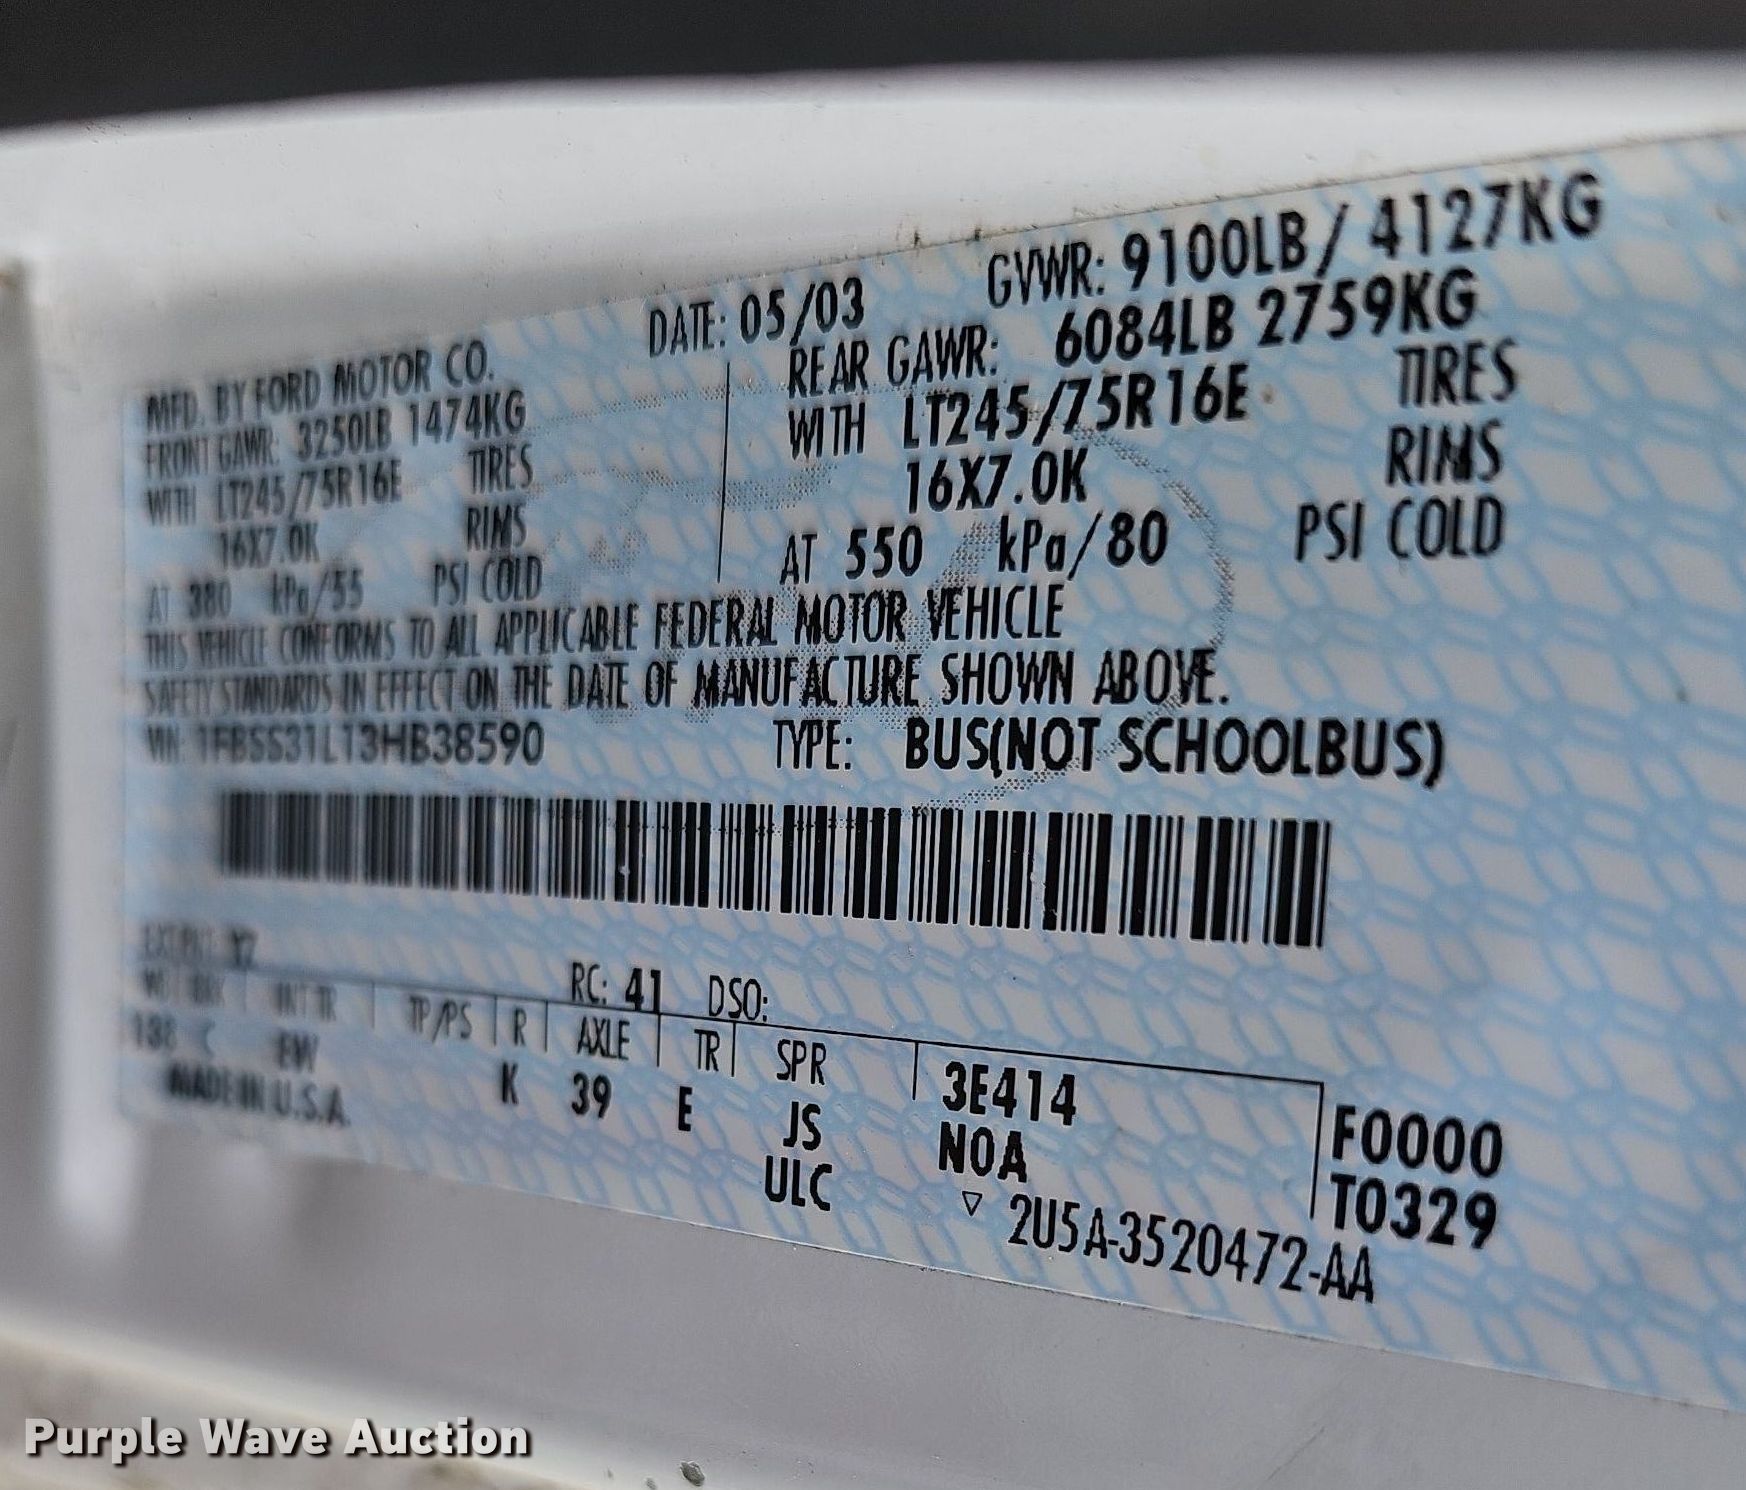 MFD. BY FORD MOTOR CO. DATE: 05/03 GVWR: 9100LB / 4127KG
FRONT GAWR: 3250LB 1474KG REAR GAWR: 6084LB 2759KG
WITH LT245/75R16E TIRES WITH LT245/75R16E TIRES
16X7.0K RIMS 16X7.0K RIMS
AT 380 kPa/55 PSI COLD AT 550 kPa/80 PSI COLD
THIS VEHICLE CONFORMS TO ALL APPLICABLE FEDERAL MOTOR VEHICLE
SAFETY STANDARDS IN EFFECT ON THE DATE OF MANUFACTURE SHOWN ABOVE.
VIN: 1FBSS31L13HB38590 TYPE: BUS(NOT SCHOOLBUS)
RC: 41 DSO:
INT TR TP/PS R AXLE TR SPR 3E414 F0000
EW K 39 E JS N0A T0329
MADE IN U.S.A. ULC ▽ 2U5A-3520472-AA
Purple Wave Auction